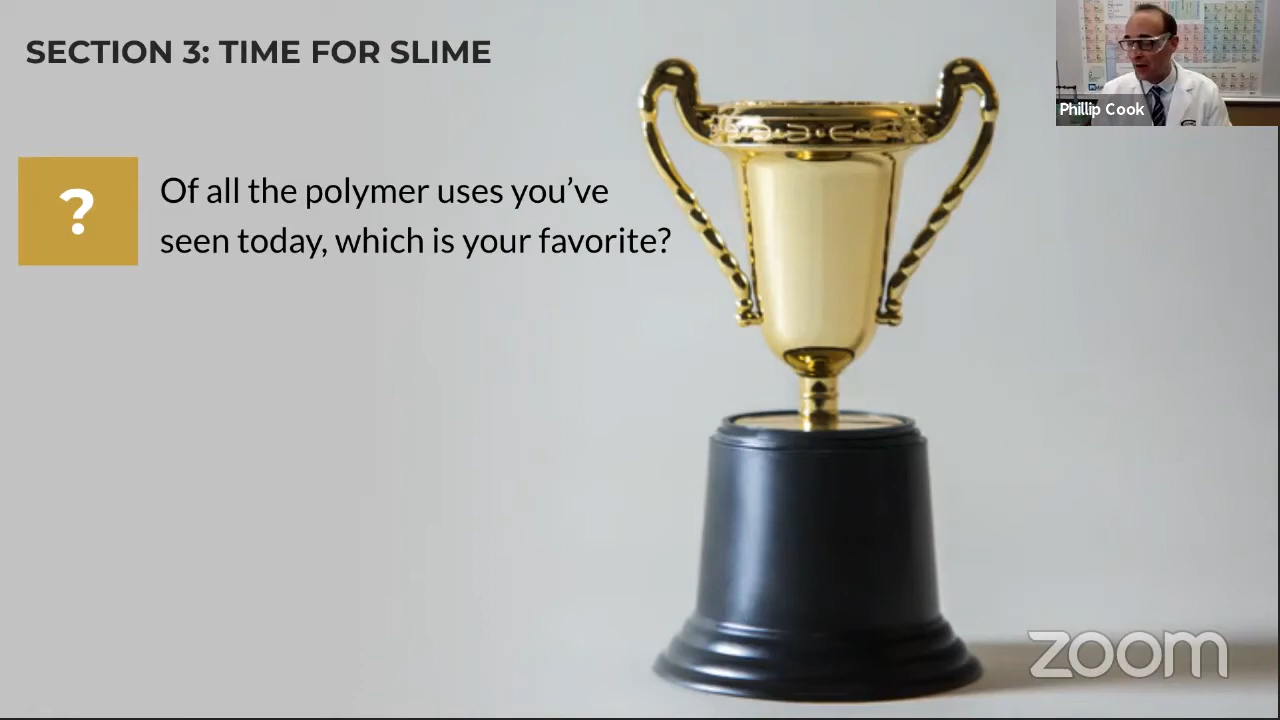 SECTION 3: TIME FOR SLIME
Phillip Cook
?
Of all the polymer uses you’ve
seen today, which is your favorite?
zoom